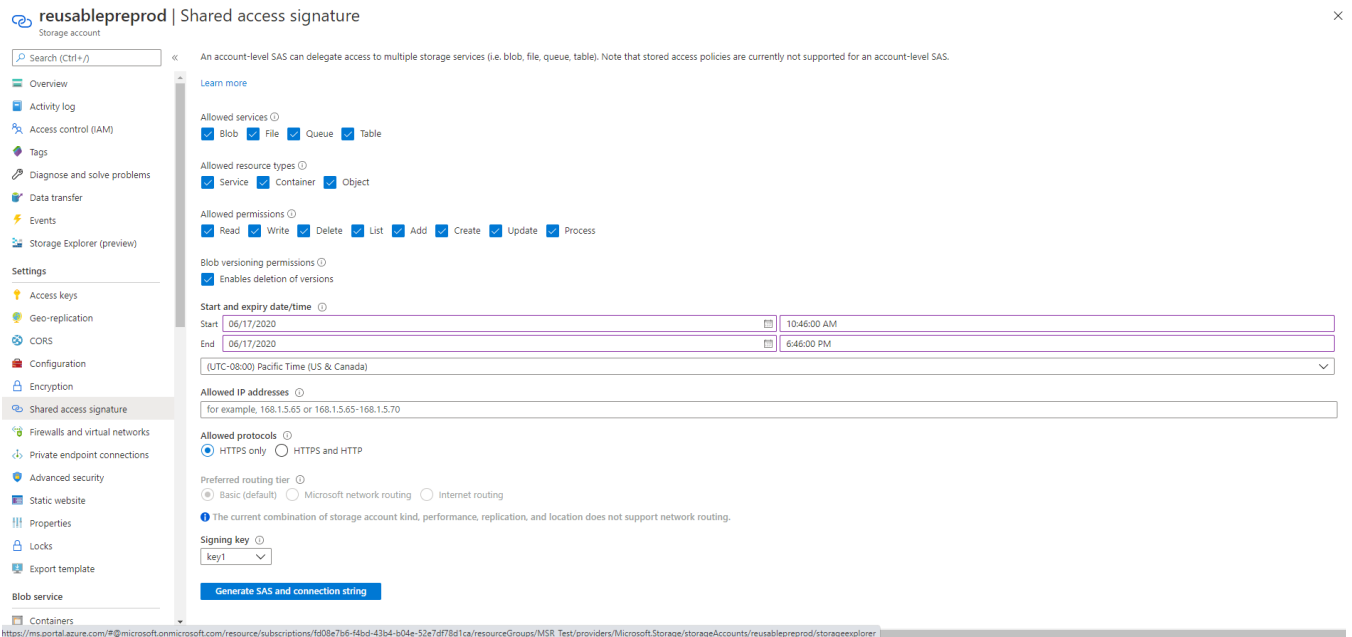 reusablepreprod | Shared access signature
Storage account
Search (Ctrl+/)
«
Overview
Activity log
Access control (IAM)
Tags
Diagnose and solve problems
Data transfer
Events
Storage Explorer (preview)
Settings
Access keys
Geo-replication
CORS
Configuration
Encryption
Shared access signature
Firewalls and virtual networks
Private endpoint connections
Advanced security
Static website
Properties
Locks
Export template
Blob service
Containers
An account-level SAS can delegate access to multiple storage services (i.e. blob, file, queue, table). Note that stored access policies are currently not supported for an account-level SAS.
Learn more
Allowed services
Blob File Queue Table
Allowed resource types
Service Container Object
Allowed permissions
Read Write Delete List Add Create Update Process
Blob versioning permissions
Enables deletion of versions
Start and expiry date/time
Start 06/17/2020 10:46:00 AM
End 06/17/2020 6:46:00 PM
(UTC-08:00) Pacific Time (US & Canada)
Allowed IP addresses
for example, 168.1.5.65 or 168.1.5.65-168.1.5.70
Allowed protocols
HTTPS only HTTPS and HTTP
Preferred routing tier
Basic (default) Microsoft network routing Internet routing
The current combination of storage account kind, performance, replication, and location does not support network routing.
Signing key
key1
Generate SAS and connection string
https://ms.portal.azure.com/#@microsoft.onmicrosoft.com/resource/subscriptions/fd08e7b6-f4bd-43b4-b04e-52e7df78d1ca/resourceGroups/MSR_Test/providers/Microsoft.Storage/storageAccounts/reusablepreprod/storageexplorer